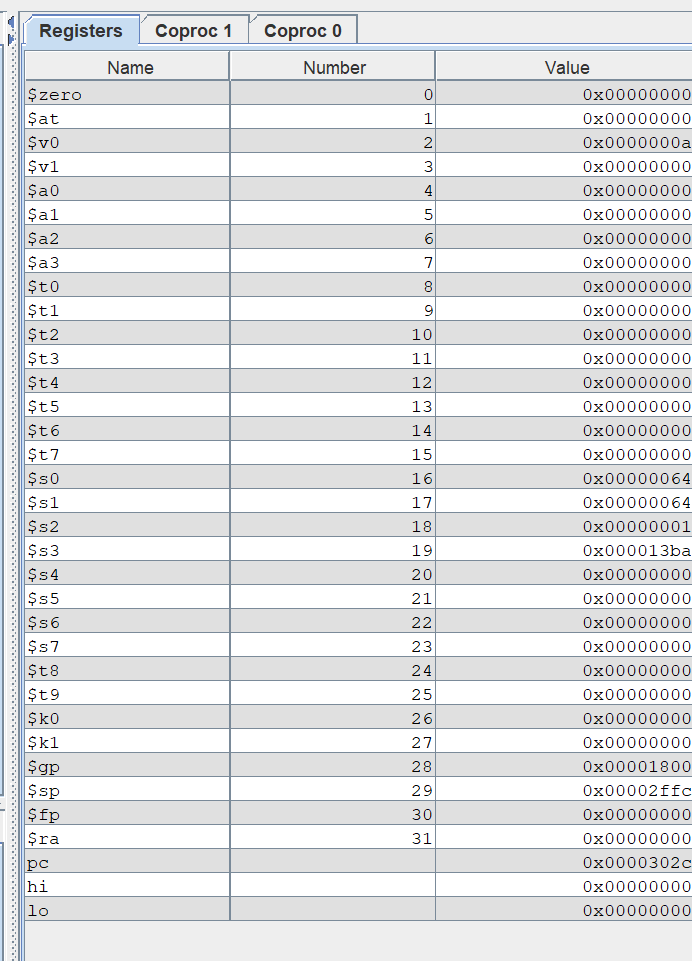 Registers Coproc 1 Coproc 0
Name Number Value
$zero 0 0x00000000
$at 1 0x00000000
$v0 2 0x0000000a
$v1 3 0x00000000
$a0 4 0x00000000
$a1 5 0x00000000
$a2 6 0x00000000
$a3 7 0x00000000
$t0 8 0x00000000
$t1 9 0x00000000
$t2 10 0x00000000
$t3 11 0x00000000
$t4 12 0x00000000
$t5 13 0x00000000
$t6 14 0x00000000
$t7 15 0x00000000
$s0 16 0x00000064
$s1 17 0x00000064
$s2 18 0x00000001
$s3 19 0x000013ba
$s4 20 0x00000000
$s5 21 0x00000000
$s6 22 0x00000000
$s7 23 0x00000000
$t8 24 0x00000000
$t9 25 0x00000000
$k0 26 0x00000000
$k1 27 0x00000000
$gp 28 0x00001800
$sp 29 0x00002ffc
$fp 30 0x00000000
$ra 31 0x00000000
pc 0x0000302c
hi 0x00000000
lo 0x00000000